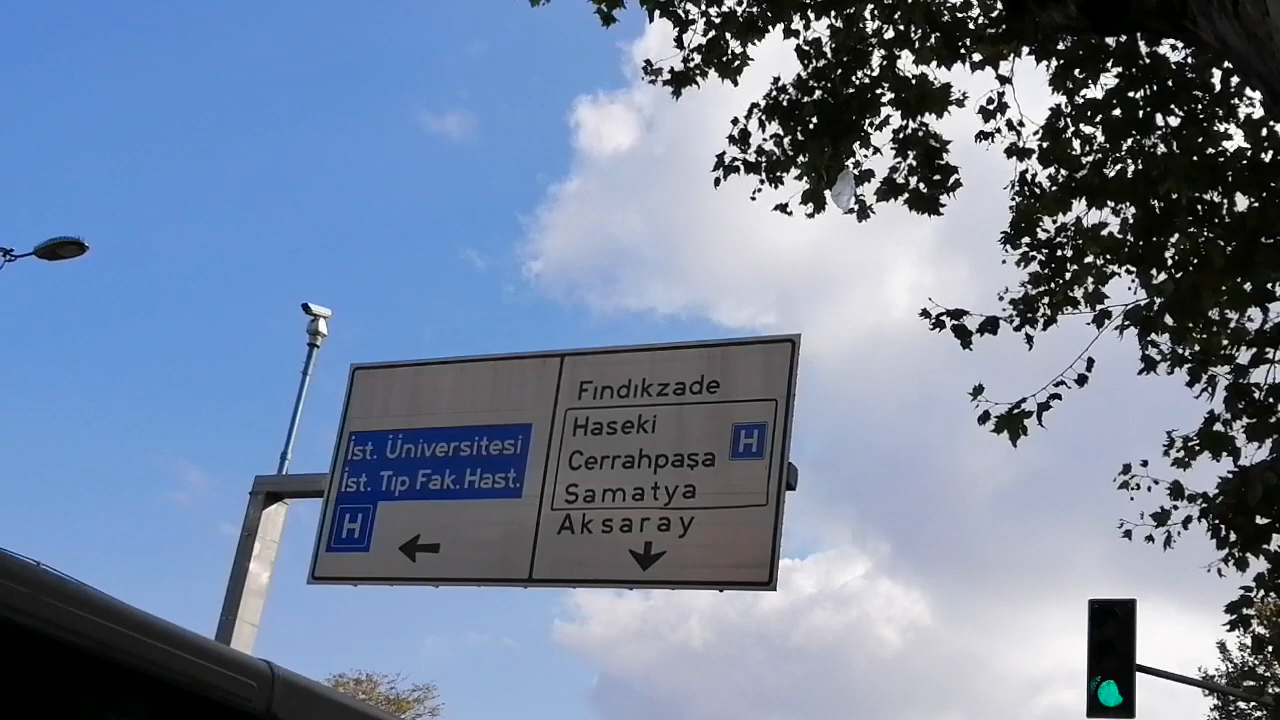 İst. Üniversitesi
İst. Tıp Fak. Hast.
H
Fındıkzade
Haseki
H
Cerrahpaşa
Samatya
Aksaray